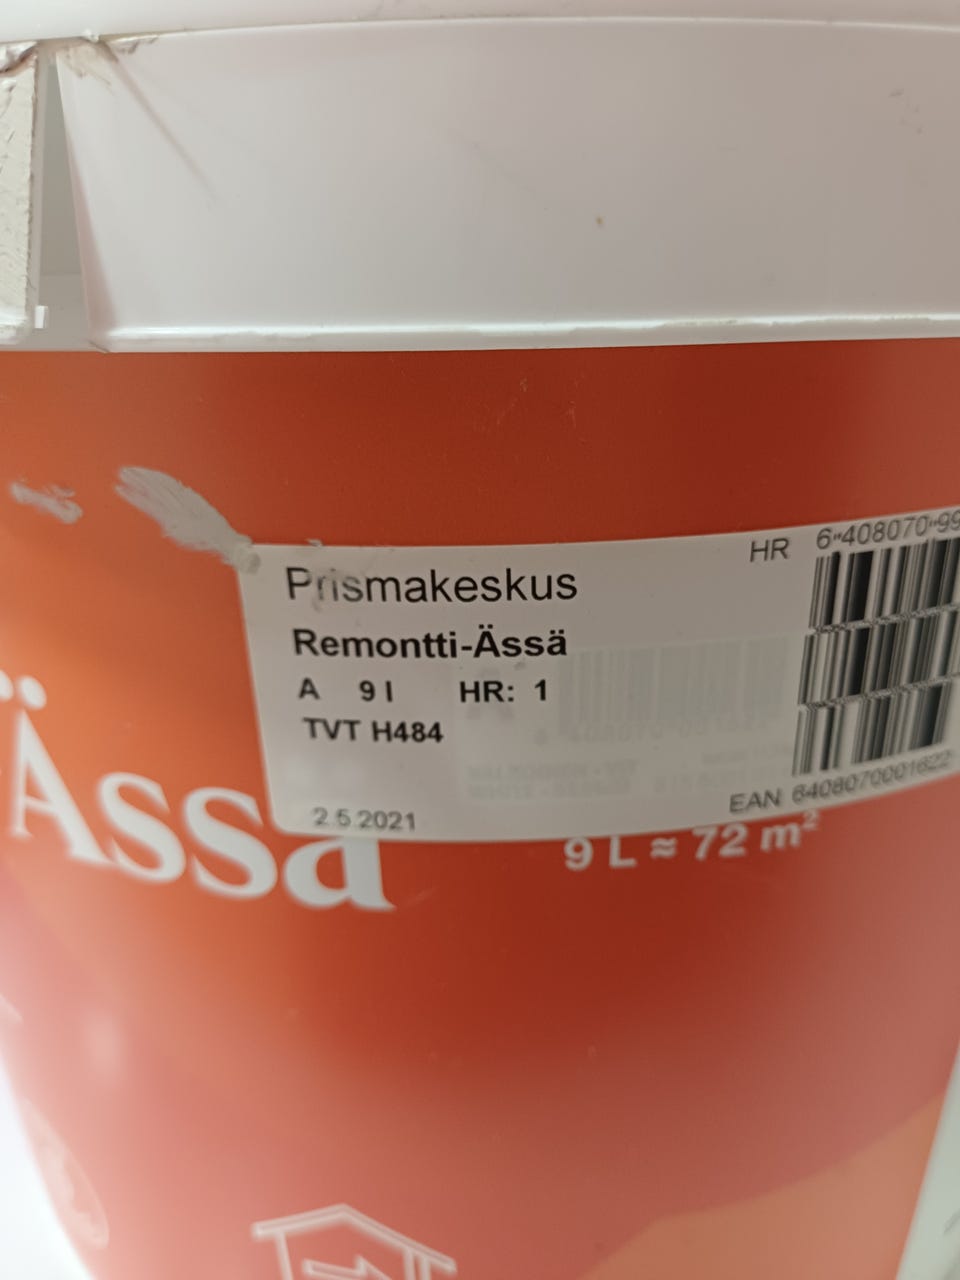 HR 6"408070"99
Prismakeskus
Remontti-Ässä
A 9 l HR: 1
TVT H484
2.5.2021
EAN 6408070001622
Ässä
9 L ≈ 72 m²